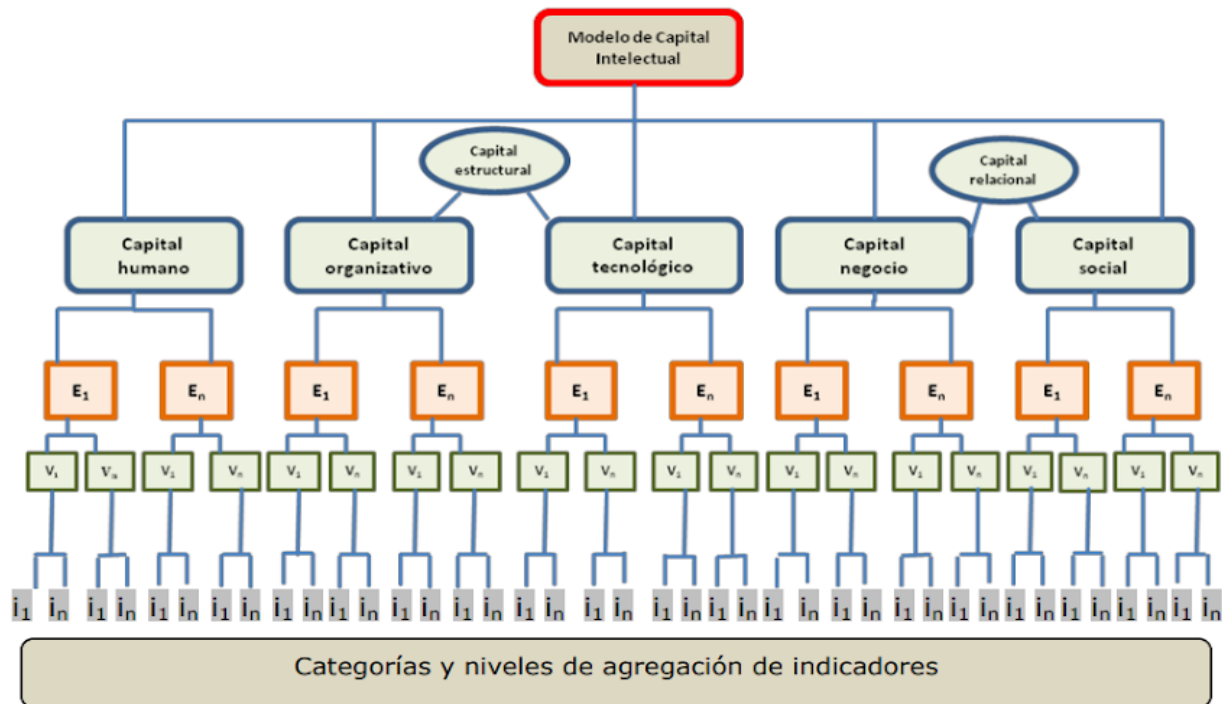 Modelo de Capital
Intelectual
Capital
estructural
Capital
relacional
Capital
humano
Capital
organizativo
Capital
tecnológico
Capital
negocio
Capital
social
E₁ Eₙ E₁ Eₙ E₁ Eₙ E₁ Eₙ E₁ Eₙ
V₁ Vₙ V₁ Vₙ V₁ Vₙ V₁ Vₙ V₁ Vₙ V₁ Vₙ V₁ Vₙ V₁ Vₙ V₁ Vₙ V₁ Vₙ
i₁ iₙ i₁ iₙ i₁ iₙ i₁ iₙ i₁ iₙ i₁ iₙ i₁ iₙ i₁ iₙ i₁ iₙ i₁ iₙ i₁ iₙ i₁ iₙ i₁ iₙ i₁ iₙ i₁ iₙ i₁ iₙ i₁ iₙ i₁ iₙ i₁ iₙ i₁ iₙ
Categorías y niveles de agregación de indicadores